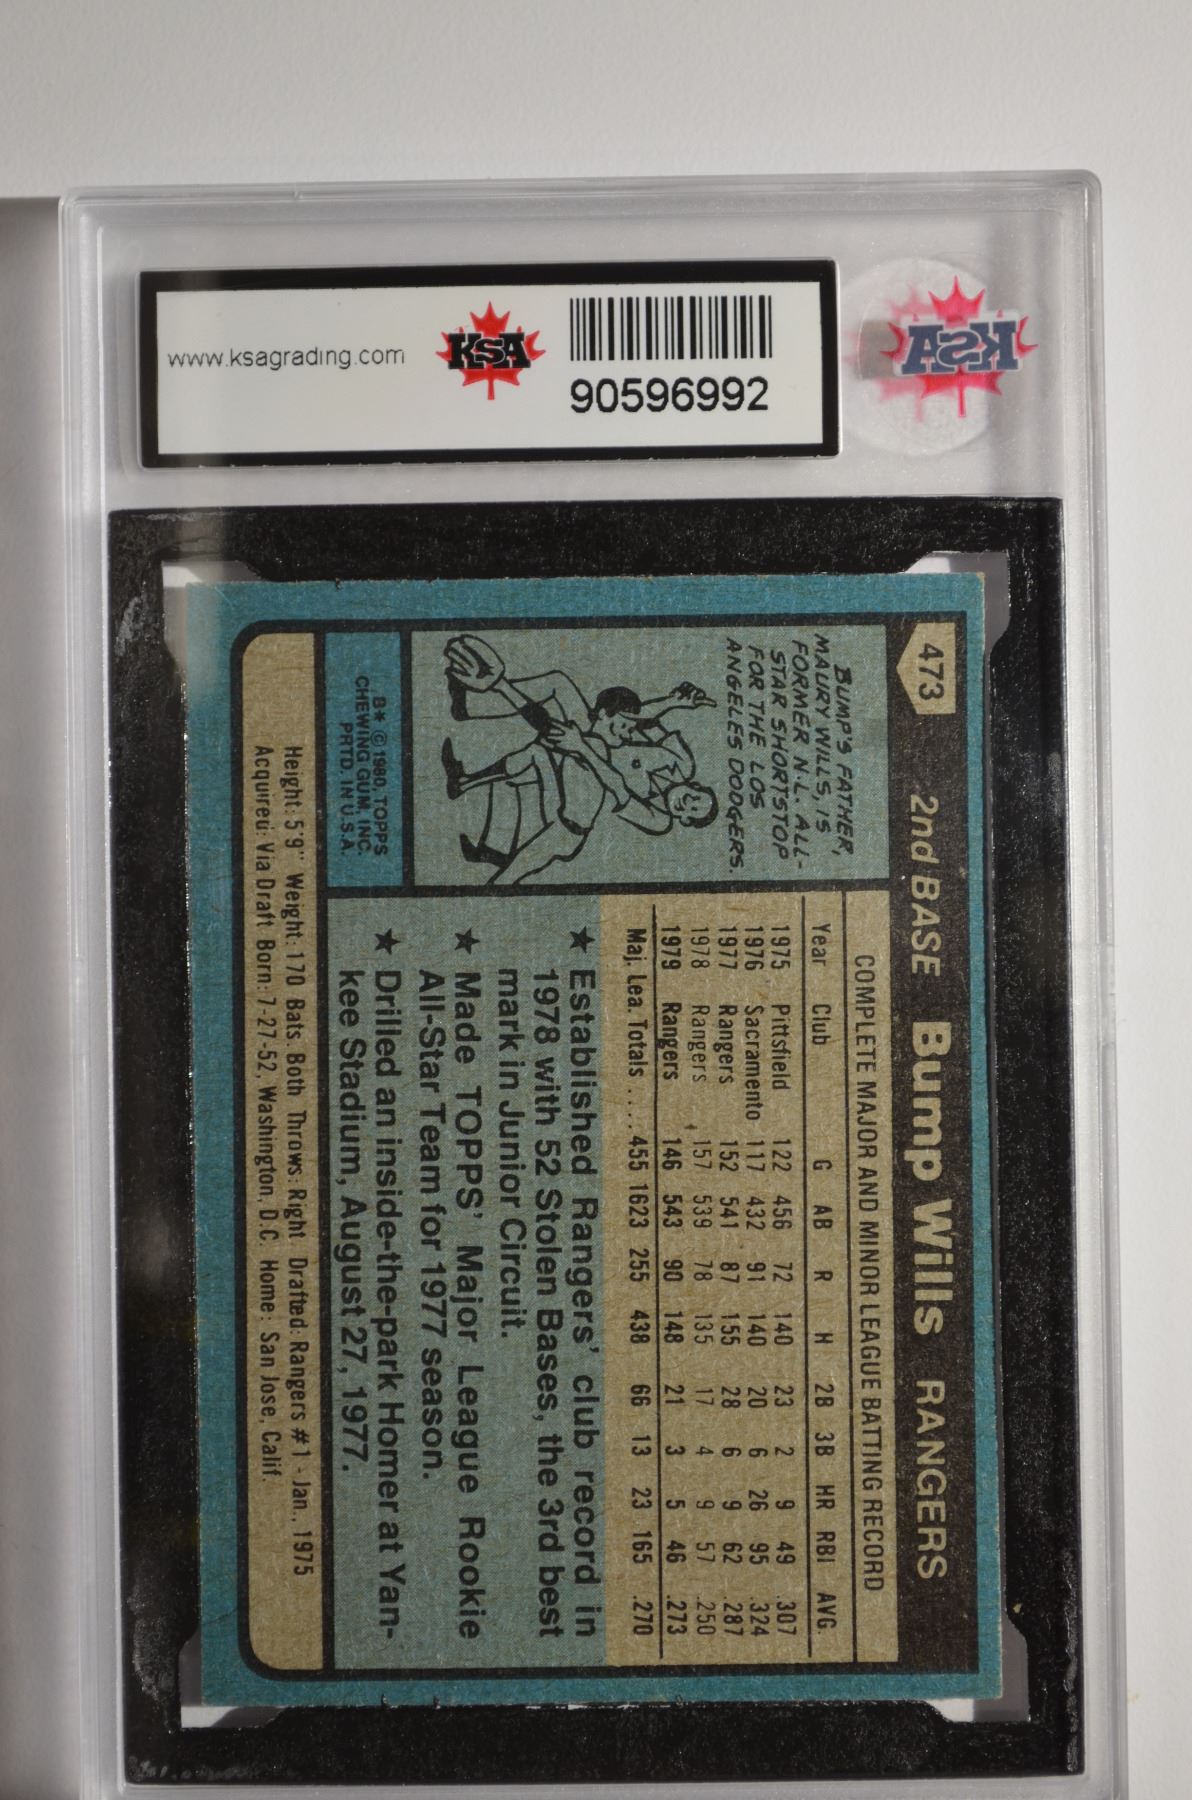 www.ksagrading.com
KSA
90596992
KSA
473
2nd BASE Bump Wills RANGERS
BUMP'S FATHER,
MAURY WILLS, IS
FORMER N.L. ALL-
STAR SHORTSTOP
FOR THE LOS
ANGELES DODGERS.
B* © 1980, TOPPS
CHEWING GUM, INC.
PRTD. IN U.S.A.
COMPLETE MAJOR AND MINOR LEAGUE BATTING RECORD
Year Club G AB R H 2B 3B HR RBI AVG.
1975 Pittsfield 122 456 72 140 23 2 9 49 .307
1976 Sacramento 117 432 91 140 20 6 26 95 .324
1977 Rangers 152 541 87 155 28 6 9 62 .287
1978 Rangers 157 539 78 135 17 4 9 57 .250
1979 Rangers 146 543 90 148 21 3 5 46 .273
Maj. Lea. Totals .... 455 1623 255 438 66 13 23 165 .270
★ Established Rangers' club record in
1978 with 52 Stolen Bases, the 3rd best
mark in Junior Circuit.
★ Made TOPPS' Major League Rookie
All-Star Team for 1977 season.
★ Drilled an inside-the-park Homer at Yan-
kee Stadium, August 27, 1977.
Height: 5'9" Weight: 170 Bats: Both Throws: Right Drafted: Rangers #1 - Jan., 1975
Acquired: Via Draft Born: 7-27-52, Washington, D.C. Home: San Jose, Calif.